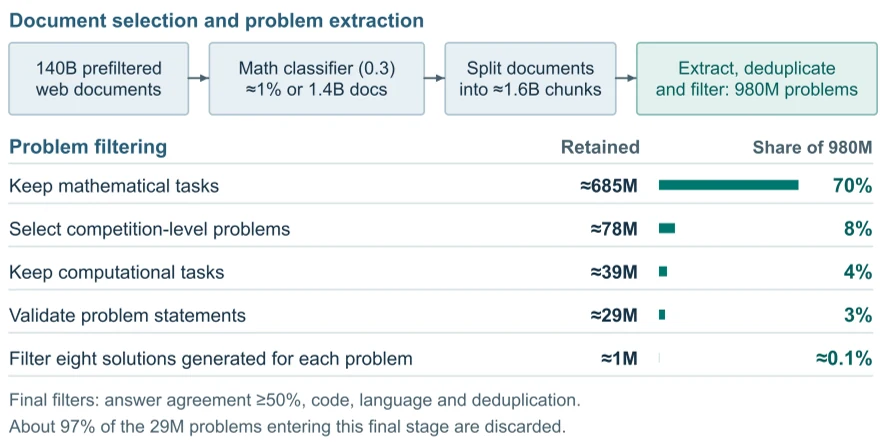 Document selection and problem extraction
140B prefiltered
web documents
Math classifier (0.3)
≈1% or 1.4B docs
Split documents
into ≈1.6B chunks
Extract, deduplicate
and filter: 980M problems
Problem filtering Retained Share of 980M
Keep mathematical tasks ≈685M 70%
Select competition-level problems ≈78M 8%
Keep computational tasks ≈39M 4%
Validate problem statements ≈29M 3%
Filter eight solutions generated for each problem ≈1M ≈0.1%
Final filters: answer agreement ≥50%, code, language and deduplication.
About 97% of the 29M problems entering this final stage are discarded.